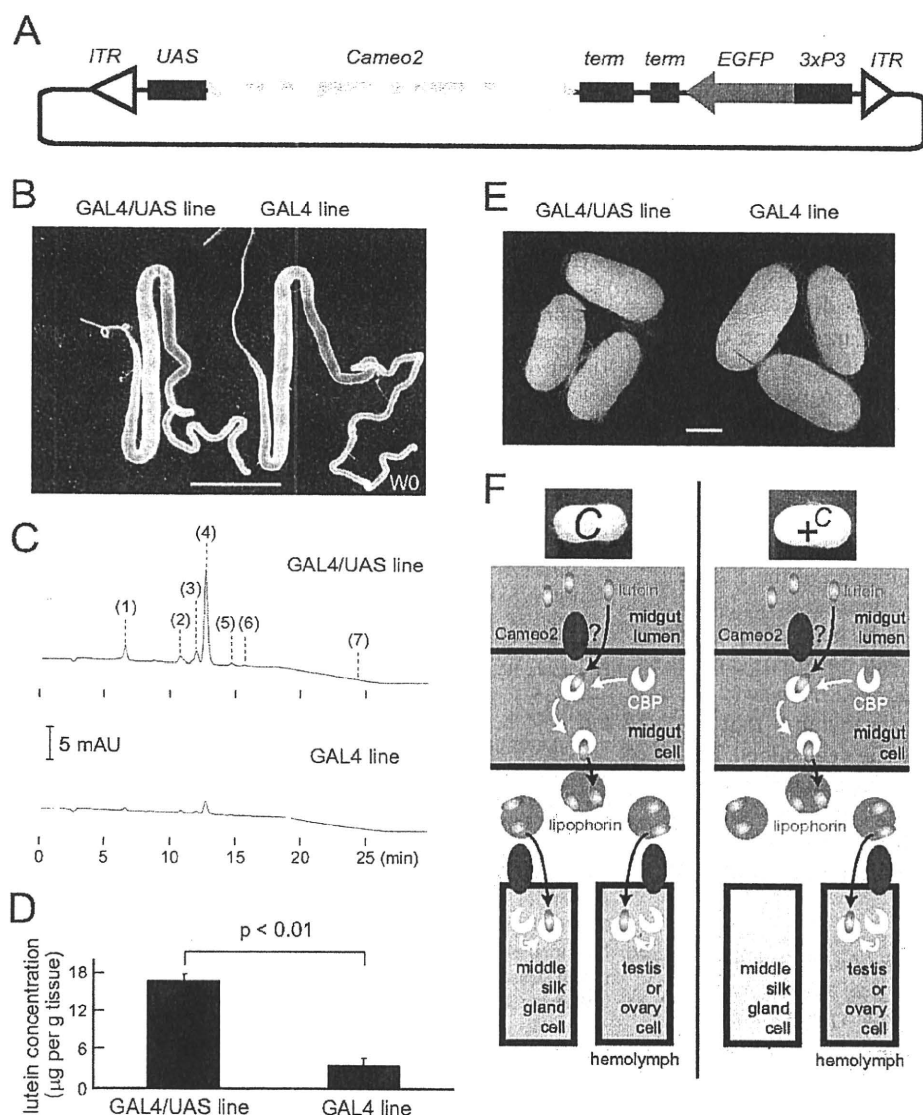 A
ITR UAS Cameo2 term term EGFP 3xP3 ITR
B
GAL4/UAS line GAL4 line
W0
C
GAL4/UAS line
(1) (2) (3) (4) (5) (6) (7)
5 mAU
GAL4 line
0 5 10 15 20 25 (min)
D
p < 0.01
lutein concentration
(µg per g tissue)
18
12
6
0
GAL4/UAS line GAL4 line
E
GAL4/UAS line GAL4 line
F
C
lutein
Cameo2 ?
midgut
lumen
CBP
midgut
cell
lipophorin
middle
silk
gland
cell
testis
or
ovary
cell
hemolymph
+C
lutein
Cameo2 ?
midgut
lumen
CBP
midgut
cell
lipophorin
middle
silk
gland
cell
testis
or
ovary
cell
hemolymph